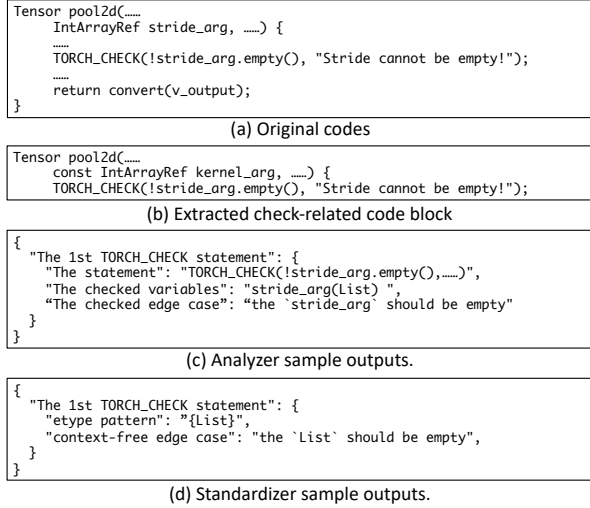 Tensor pool2d(……
IntArrayRef stride_arg, ……) {
……
TORCH_CHECK(!stride_arg.empty(), "Stride cannot be empty!");
……
return convert(v_output);
}
(a) Original codes
Tensor pool2d(……
const IntArrayRef kernel_arg, ……) {
TORCH_CHECK(!stride_arg.empty(), "Stride cannot be empty!");
(b) Extracted check-related code block
{
"The 1st TORCH_CHECK statement": {
"The statement": "TORCH_CHECK(!stride_arg.empty(),……)",
"The checked variables": "stride_arg(List) ",
“The checked edge case”: “the `stride_arg` should be empty"
}
}
(c) Analyzer sample outputs.
{
"The 1st TORCH_CHECK statement": {
"etype pattern": ”{List}",
"context-free edge case": "the `List` should be empty",
}
}
(d) Standardizer sample outputs.